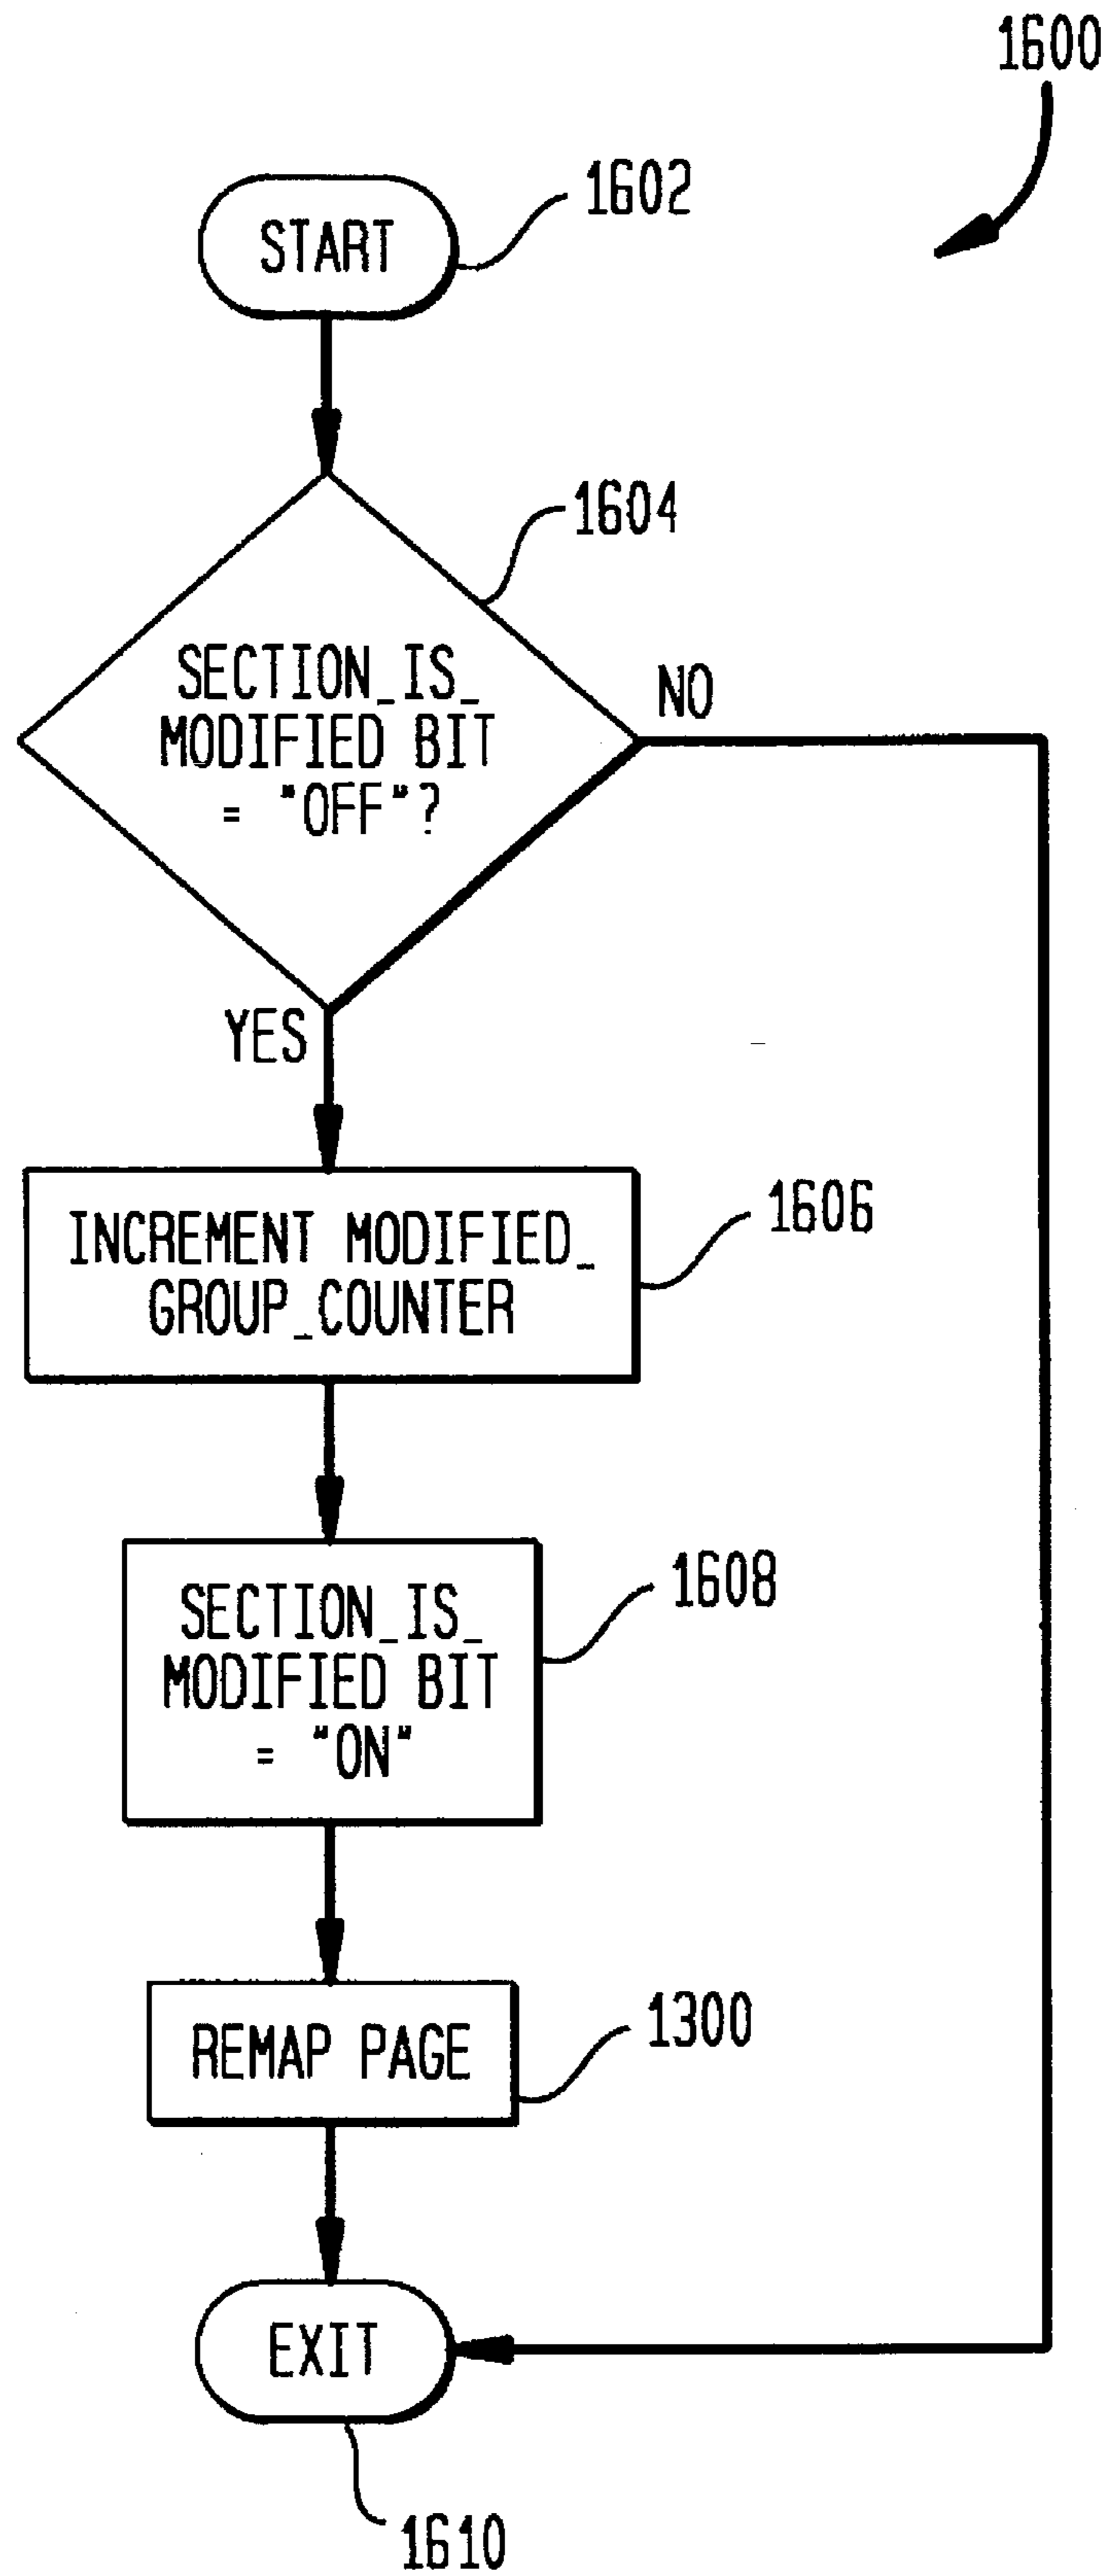 1600
1602
START
1604
SECTION_IS_
MODIFIED BIT
= "OFF"?
NO
YES
1606
INCREMENT MODIFIED_
GROUP_COUNTER
1608
SECTION_IS_
MODIFIED BIT
= "ON"
1300
REMAP PAGE
EXIT
1610